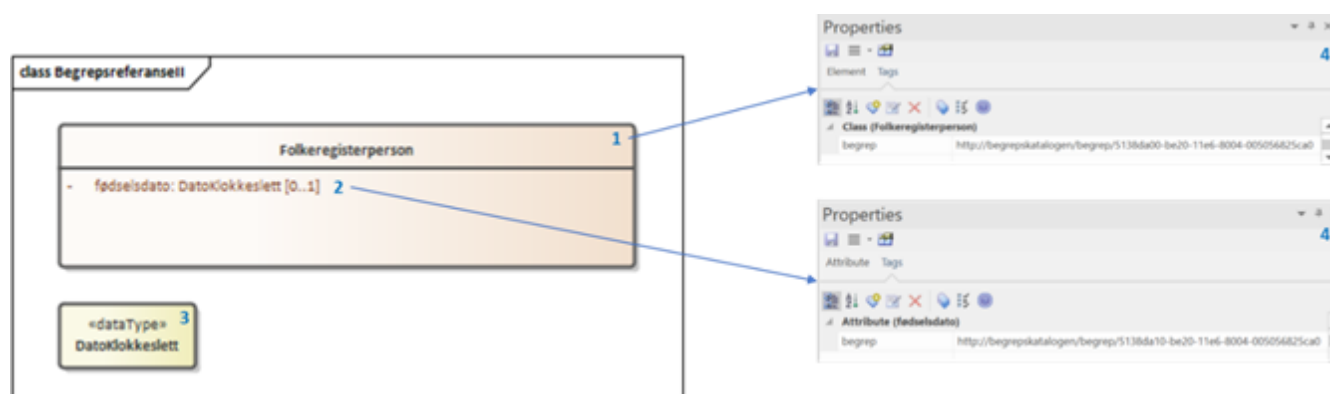 class BegrepsreferanseII
Folkeregisterperson
1
- fødselsdato: DatoKlokkeslett [0..1] 2
«dataType» 3
DatoKlokkeslett
Properties
4
Element Tags
Class (Folkeregisterperson)
begrep http://begrepskatalogen/begrep/5138da00-be20-11e6-8004-005056825ca0
Properties
4
Attribute Tags
Attribute (fødselsdato)
begrep http://begrepskatalogen/begrep/5138da10-be20-11e6-8004-005056825ca0